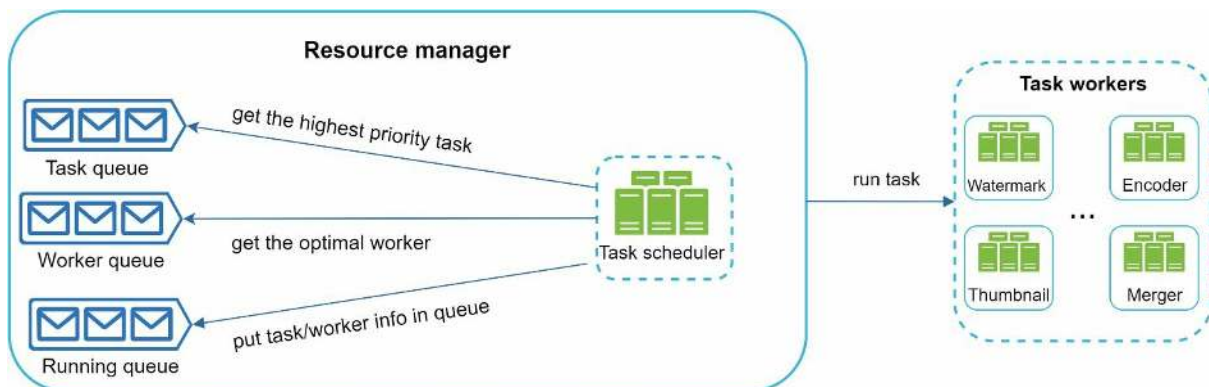 Resource manager
get the highest priority task
Task queue
Worker queue
get the optimal worker
Task scheduler
put task/worker info in queue
Running queue
run task
Task workers
Watermark
Encoder
...
Thumbnail
Merger